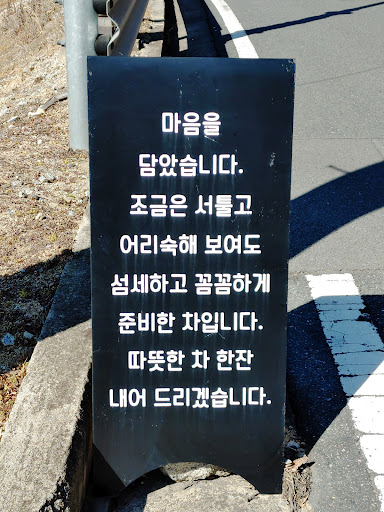 마음을
담았습니다.
조금은 서툴고
어리숙해 보여도
섬세하고 꼼꼼하게
준비한 차입니다.
따뜻한 차 한잔
내어 드리겠습니다.